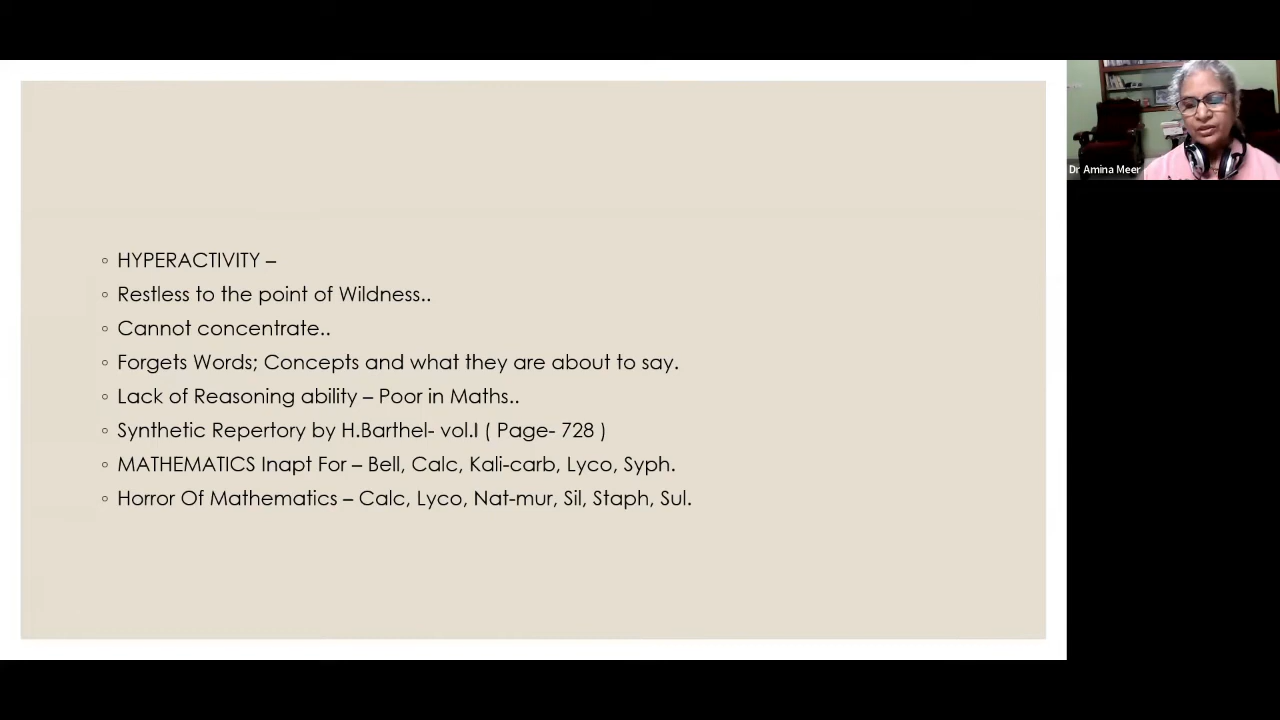 ◦ HYPERACTIVITY –
◦ Restless to the point of Wildness..
◦ Cannot concentrate..
◦ Forgets Words; Concepts and what they are about to say.
◦ Lack of Reasoning ability – Poor in Maths..
◦ Synthetic Repertory by H.Barthel- vol.I ( Page- 728 )
◦ MATHEMATICS Inapt For – Bell, Calc, Kali-carb, Lyco, Syph.
◦ Horror Of Mathematics – Calc, Lyco, Nat-mur, Sil, Staph, Sul.
Dr Amina Meer